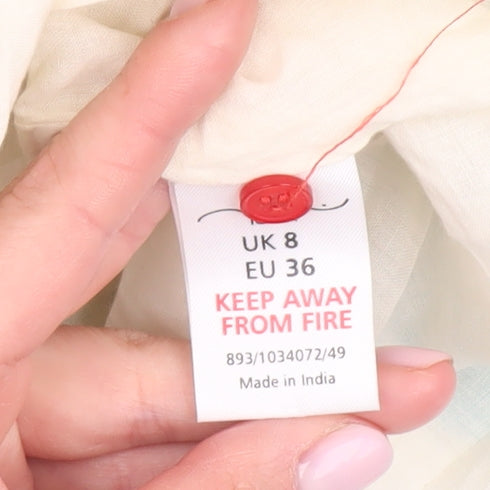 UK 8
EU 36
KEEP AWAY
FROM FIRE
893/1034072/49
Made in India